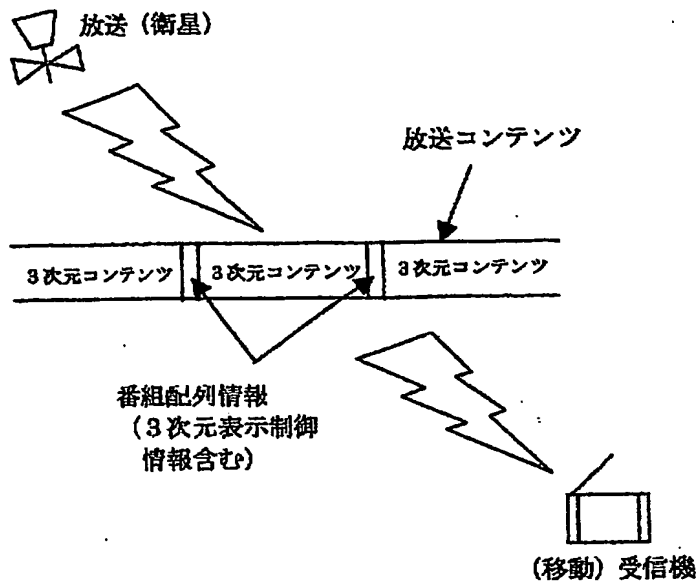 放送（衛星）
放送コンテンツ
３次元コンテンツ
３次元コンテンツ
３次元コンテンツ
番組配列情報
（３次元表示制御
情報含む）
（移動）受信機